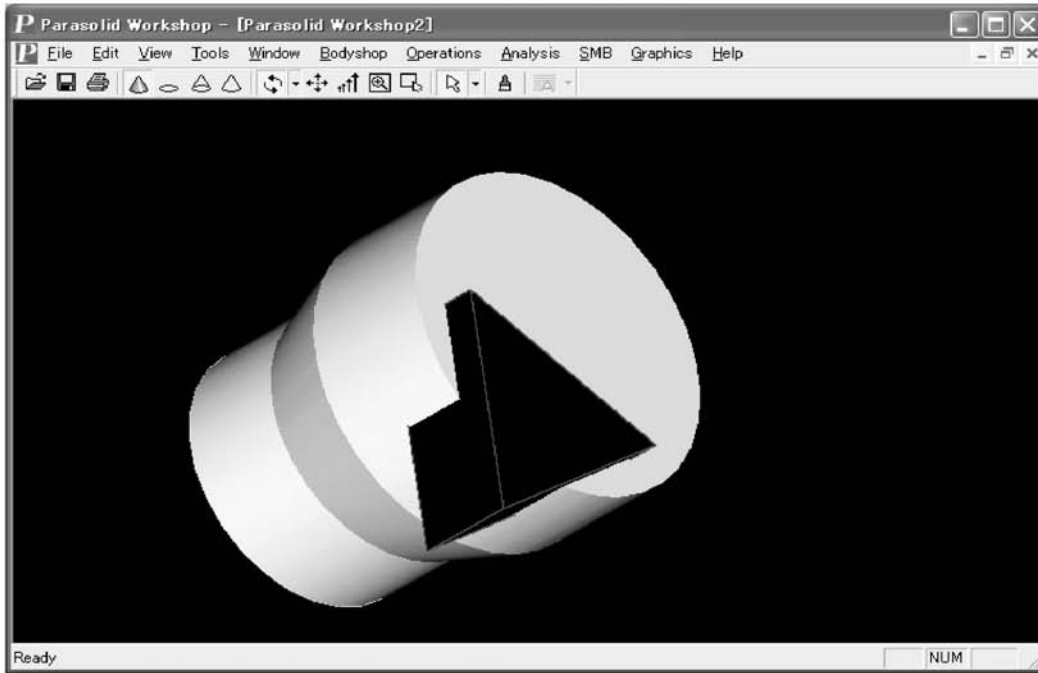 Parasolid Workshop - [Parasolid Workshop2]
File Edit View Tools Window Bodyshop Operations Analysis SMB Graphics Help
Ready NUM